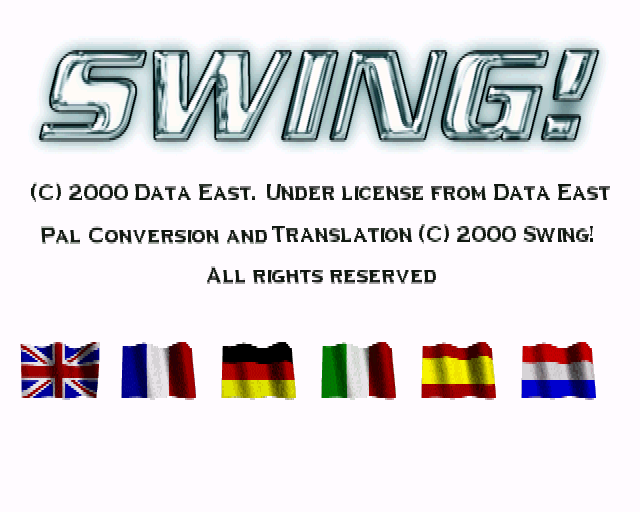 SWING!
(C) 2000 DATA EAST. UNDER LICENSE FROM DATA EAST
PAL CONVERSION AND TRANSLATION (C) 2000 SWING!
ALL RIGHTS RESERVED